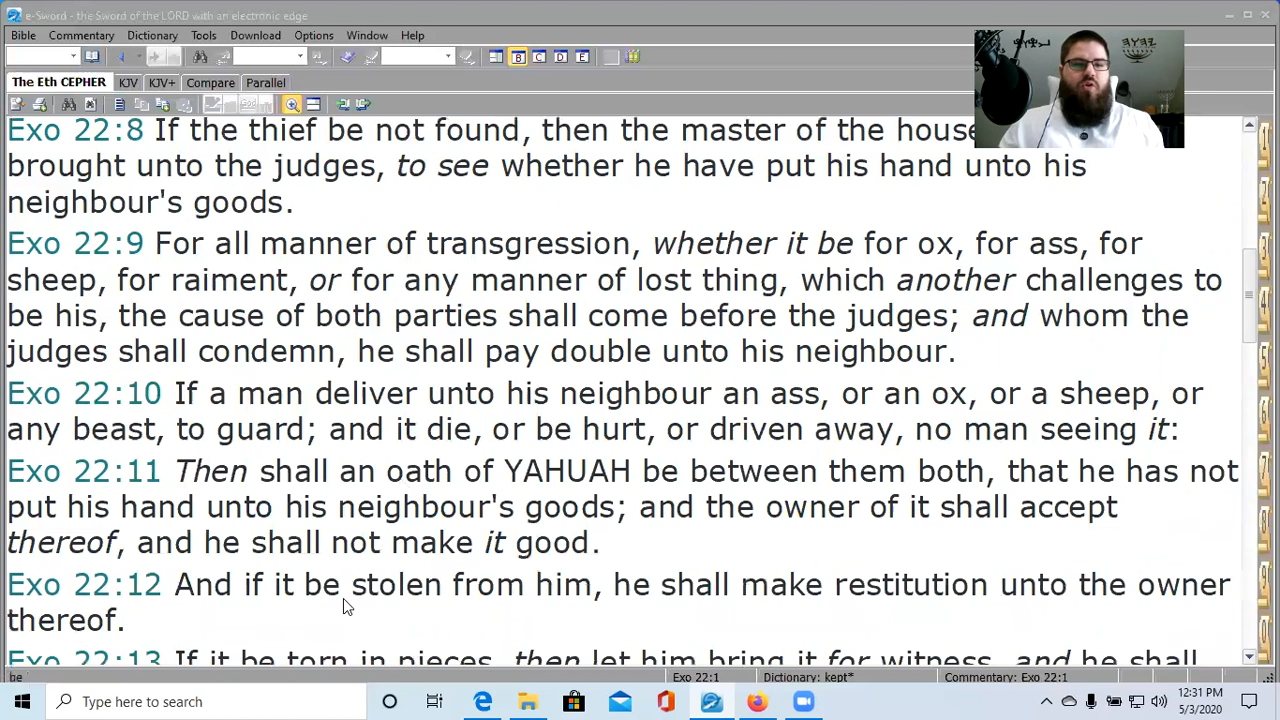 e-Sword - the Sword of the LORD with an electronic edge
Bible Commentary Dictionary Tools Download Options Window Help
B C D E
The Eth CEPHER KJV KJV+ Compare Parallel
Exo 22:8 If the thief be not found, then the master of the house
brought unto the judges, to see whether he have put his hand unto his
neighbour's goods.
Exo 22:9 For all manner of transgression, whether it be for ox, for ass, for
sheep, for raiment, or for any manner of lost thing, which another challenges to
be his, the cause of both parties shall come before the judges; and whom the
judges shall condemn, he shall pay double unto his neighbour.
Exo 22:10 If a man deliver unto his neighbour an ass, or an ox, or a sheep, or
any beast, to guard; and it die, or be hurt, or driven away, no man seeing it:
Exo 22:11 Then shall an oath of YAHUAH be between them both, that he has not
put his hand unto his neighbour's goods; and the owner of it shall accept
thereof, and he shall not make it good.
Exo 22:12 And if it be stolen from him, he shall make restitution unto the owner
thereof.
Exo 22:13 If it be torn in pieces, then let him bring it for witness, and he shall
be Exo 22:1 Dictionary: kept* Commentary: Exo 22:1
Type here to search
12:31 PM
5/3/2020